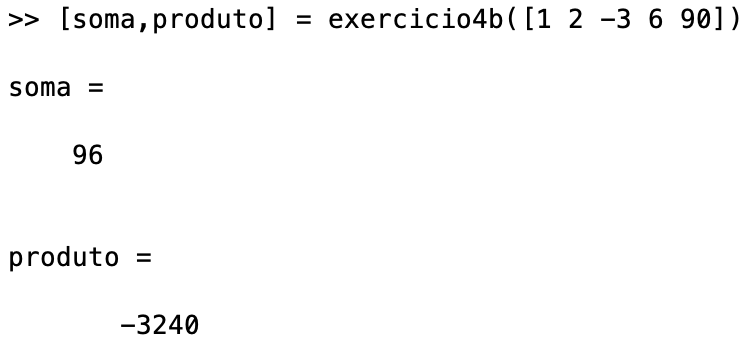 >> [soma,produto] = exercicio4b([1 2 -3 6 90])
soma =
96
produto =
-3240